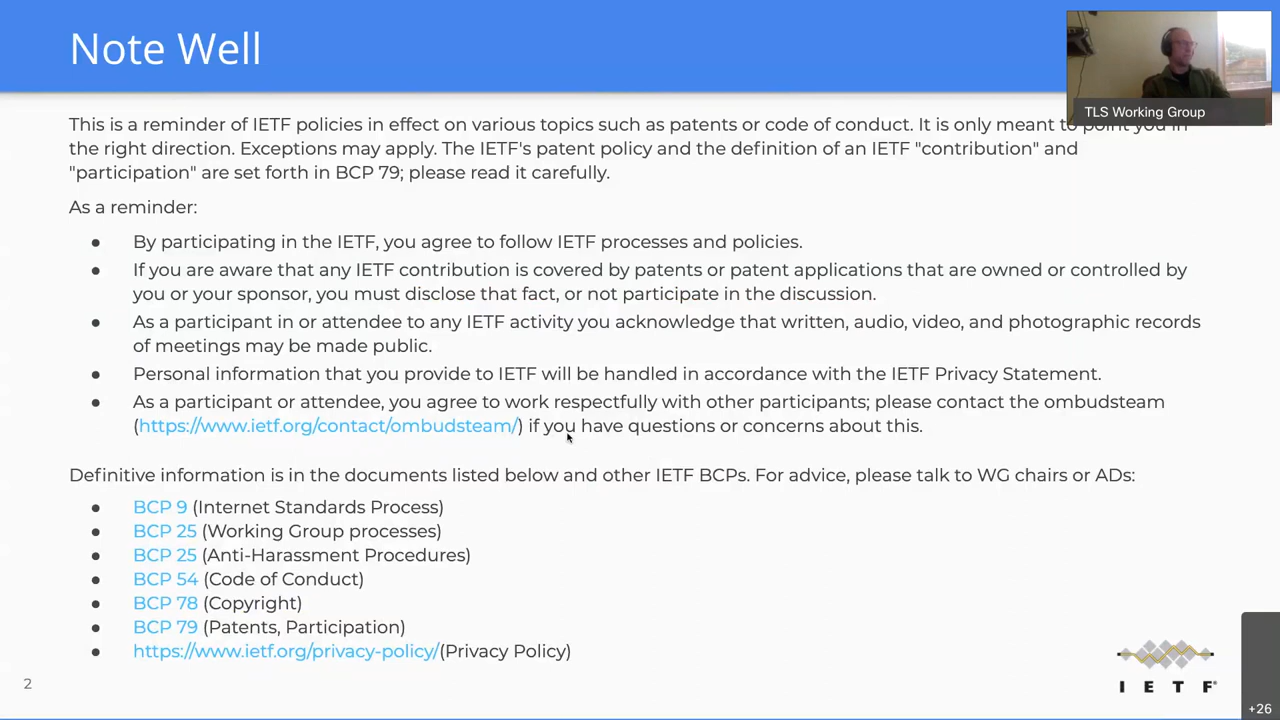 Note Well
TLS Working Group
This is a reminder of IETF policies in effect on various topics such as patents or code of conduct. It is only meant to point you in
the right direction. Exceptions may apply. The IETF's patent policy and the definition of an IETF "contribution" and
"participation" are set forth in BCP 79; please read it carefully.
As a reminder:
● By participating in the IETF, you agree to follow IETF processes and policies.
● If you are aware that any IETF contribution is covered by patents or patent applications that are owned or controlled by
you or your sponsor, you must disclose that fact, or not participate in the discussion.
● As a participant in or attendee to any IETF activity you acknowledge that written, audio, video, and photographic records
of meetings may be made public.
● Personal information that you provide to IETF will be handled in accordance with the IETF Privacy Statement.
● As a participant or attendee, you agree to work respectfully with other participants; please contact the ombudsteam
(https://www.ietf.org/contact/ombudsteam/) if you have questions or concerns about this.
Definitive information is in the documents listed below and other IETF BCPs. For advice, please talk to WG chairs or ADs:
● BCP 9 (Internet Standards Process)
● BCP 25 (Working Group processes)
● BCP 25 (Anti-Harassment Procedures)
● BCP 54 (Code of Conduct)
● BCP 78 (Copyright)
● BCP 79 (Patents, Participation)
● https://www.ietf.org/privacy-policy/(Privacy Policy)
2
I E T F®
+26